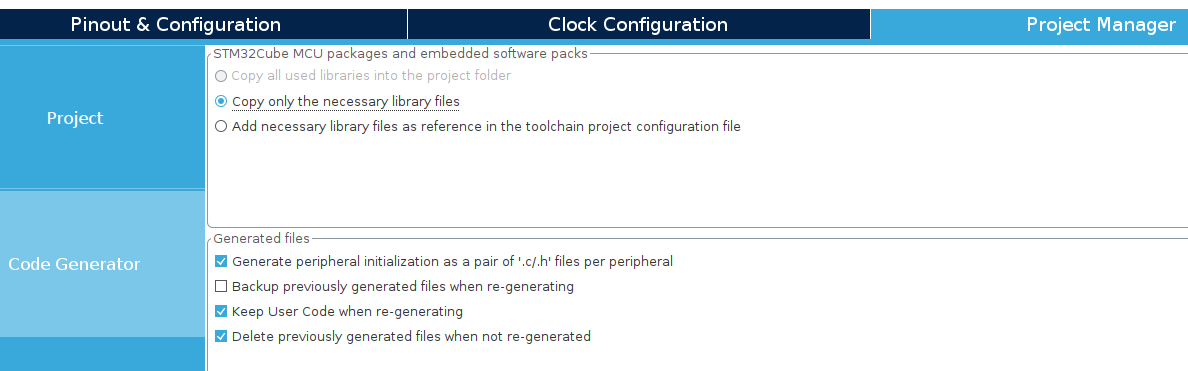 Pinout & Configuration
Clock Configuration
Project Manager
Project
Code Generator
STM32Cube MCU packages and embedded software packs
Copy all used libraries into the project folder
Copy only the necessary library files
Add necessary library files as reference in the toolchain project configuration file
Generated files
Generate peripheral initialization as a pair of '.c/.h' files per peripheral
Backup previously generated files when re-generating
Keep User Code when re-generating
Delete previously generated files when not re-generated